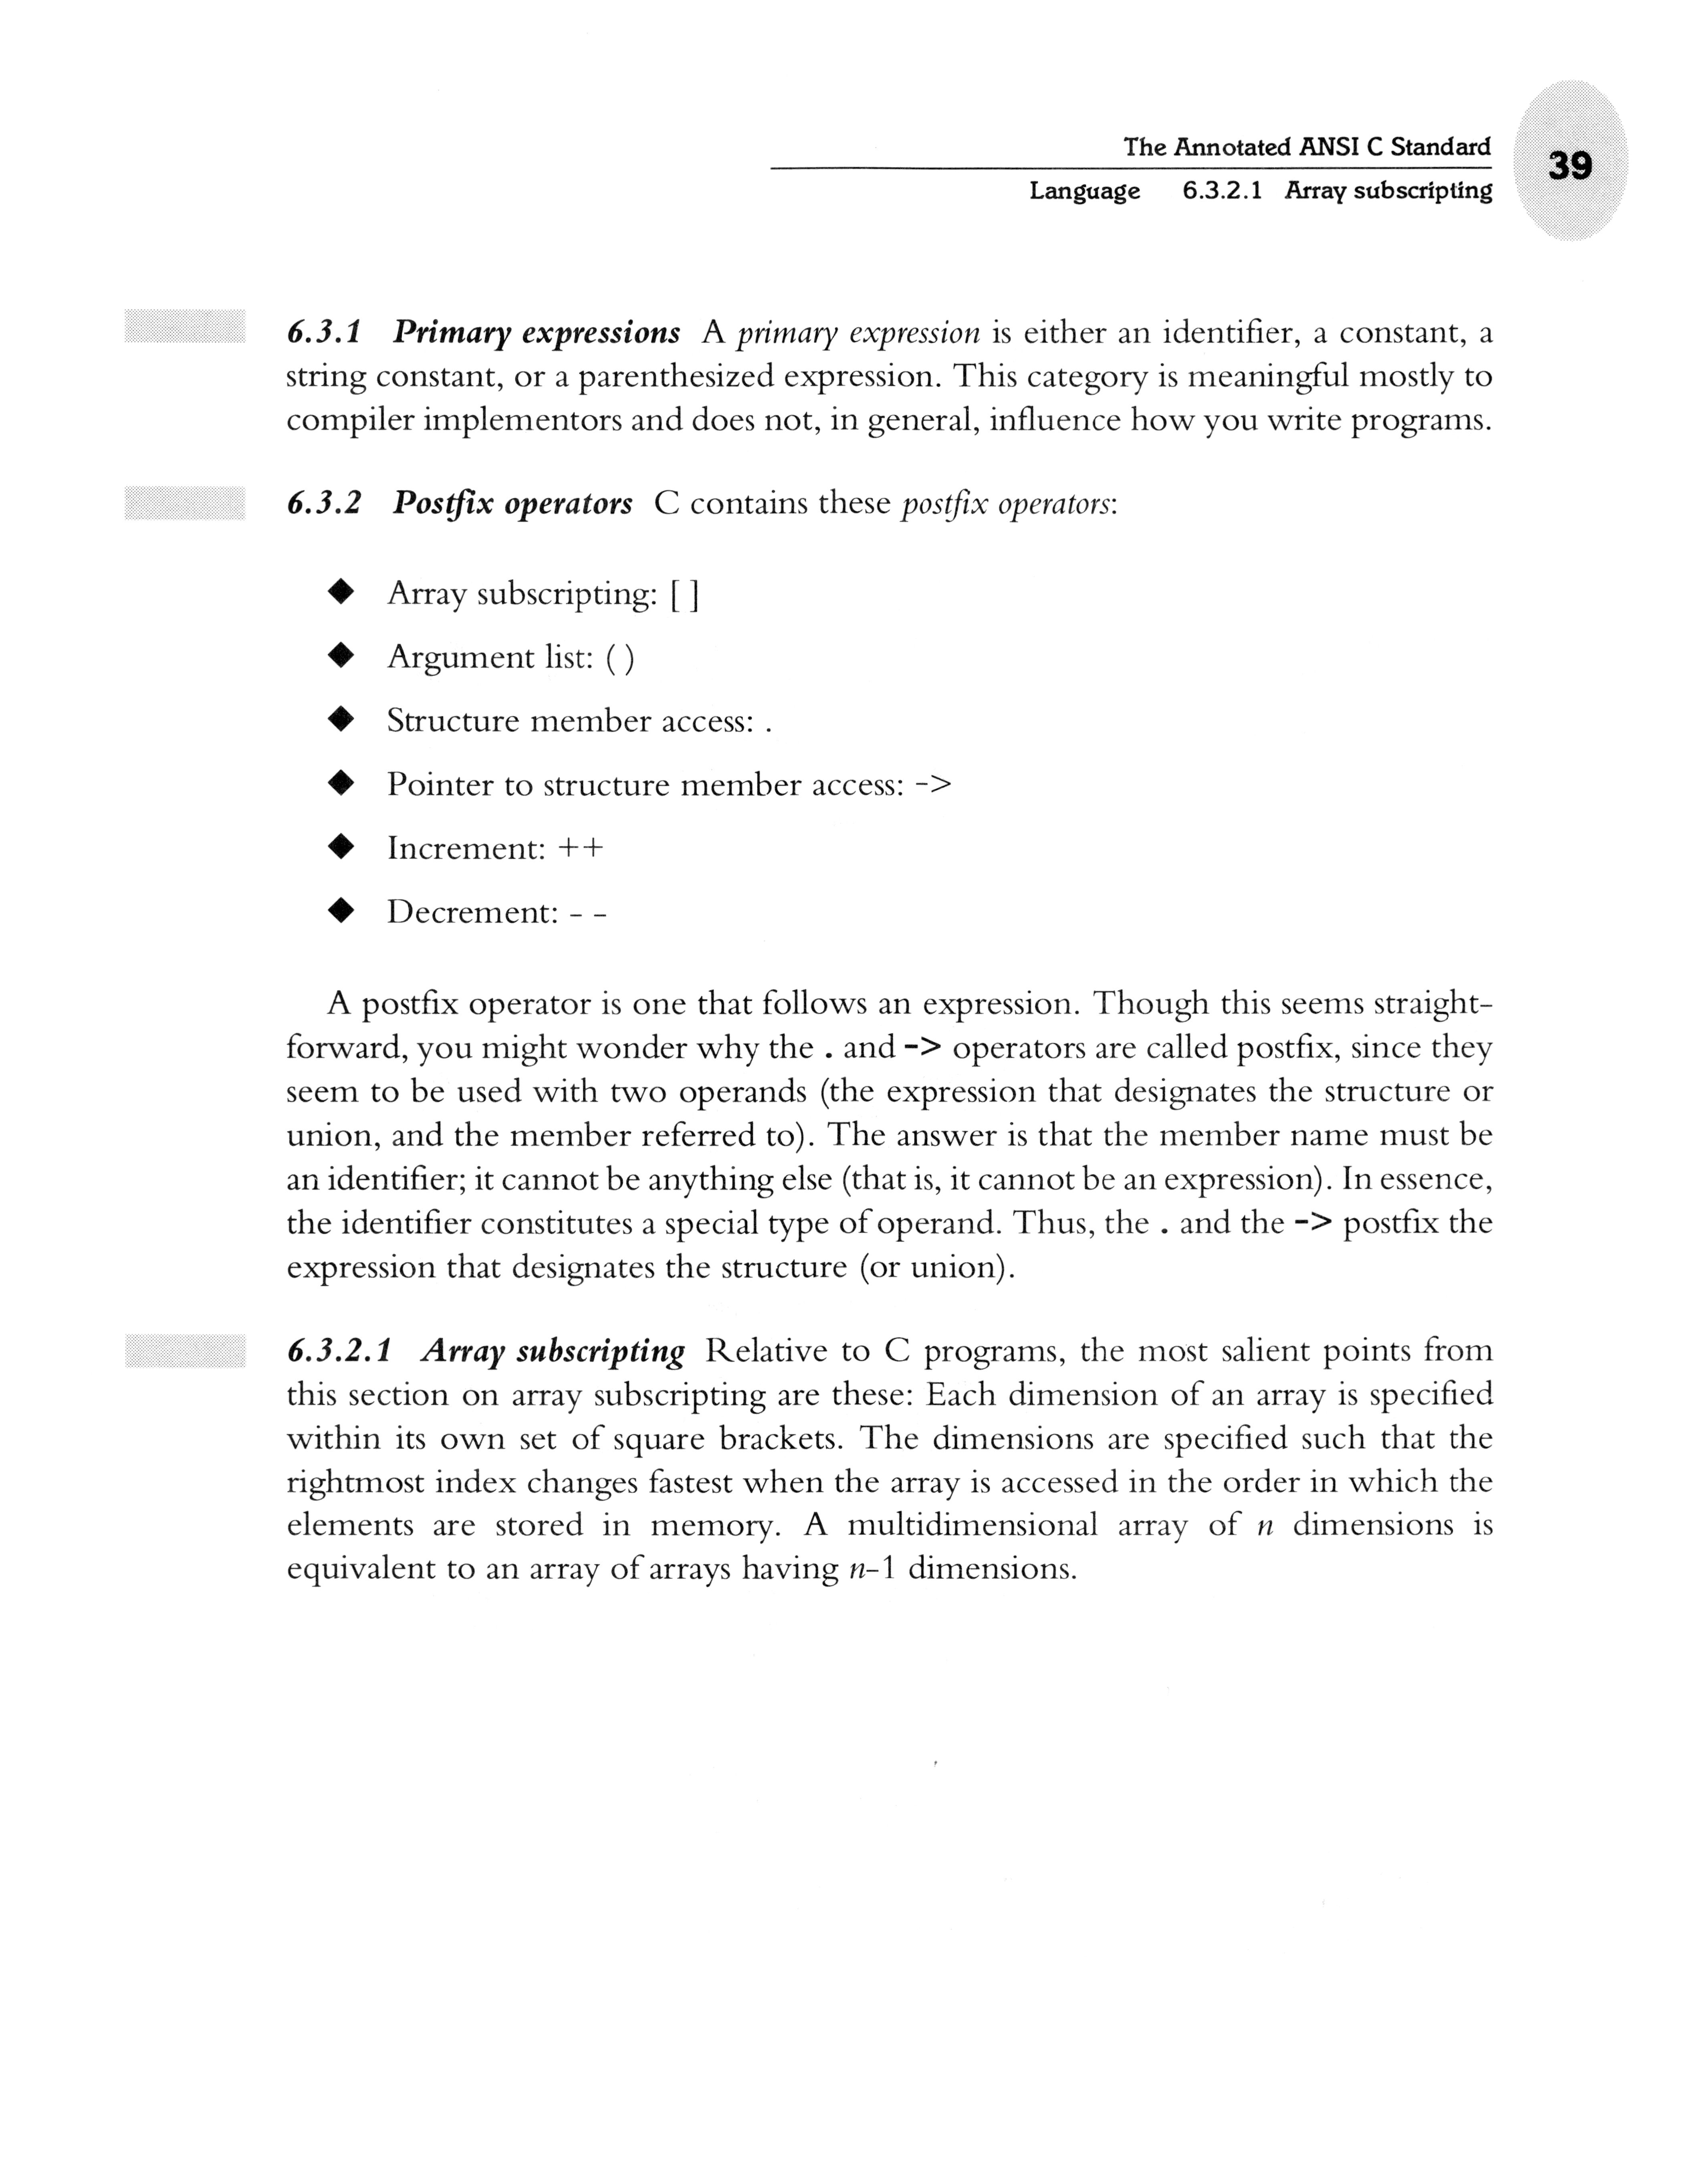 The Annotated ANSI C Standard
39
Language 6.3.2.1 Array subscripting
6.3.1 Primary expressions A primary expression is either an identifier, a constant, a
string constant, or a parenthesized expression. This category is meaningful mostly to
compiler implementors and does not, in general, influence how you write programs.
6.3.2 Postfix operators C contains these postfix operators:
◆ Array subscripting: [ ]
◆ Argument list: ( )
◆ Structure member access: .
◆ Pointer to structure member access: ->
◆ Increment: ++
◆ Decrement: - -
A postfix operator is one that follows an expression. Though this seems straight-
forward, you might wonder why the . and -> operators are called postfix, since they
seem to be used with two operands (the expression that designates the structure or
union, and the member referred to). The answer is that the member name must be
an identifier; it cannot be anything else (that is, it cannot be an expression). In essence,
the identifier constitutes a special type of operand. Thus, the . and the -> postfix the
expression that designates the structure (or union).
6.3.2.1 Array subscripting Relative to C programs, the most salient points from
this section on array subscripting are these: Each dimension of an array is specified
within its own set of square brackets. The dimensions are specified such that the
rightmost index changes fastest when the array is accessed in the order in which the
elements are stored in memory. A multidimensional array of n dimensions is
equivalent to an array of arrays having n-1 dimensions.